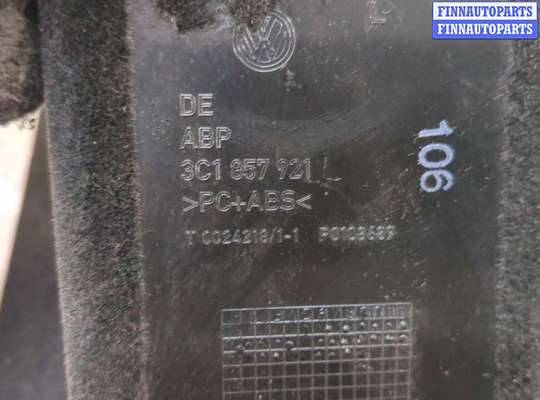 FINNAUTOPARTS
FINNAUTOPARTS
DE
ABP
3C1 857 921 L
>PC+ABS<
106